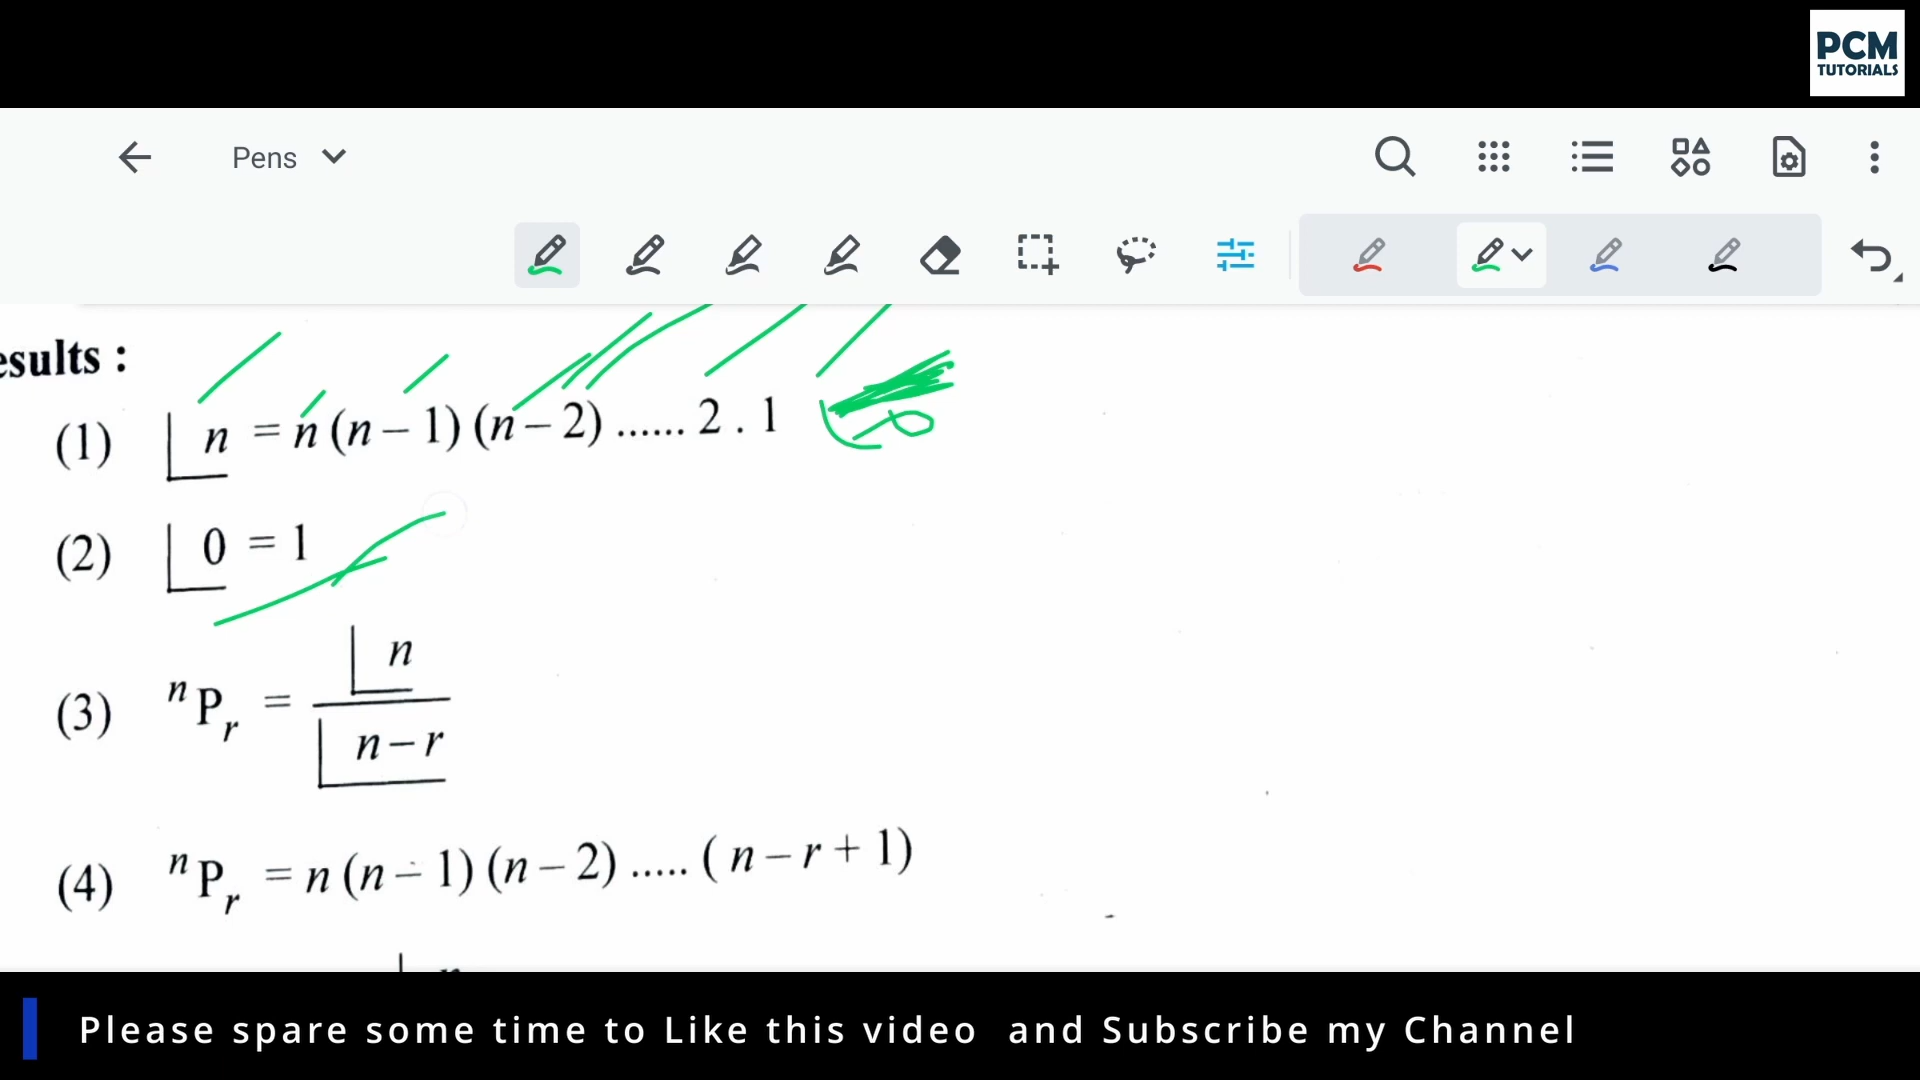 PCM
TUTORIALS
Pens
esults :
(1) |n = n (n – 1) (n – 2) ...... 2 . 1
(2) |0 = 1
(3) nPr = |n / |n – r
(4) nPr = n (n – 1) (n – 2) ..... ( n – r + 1)
Please spare some time to Like this video and Subscribe my Channel